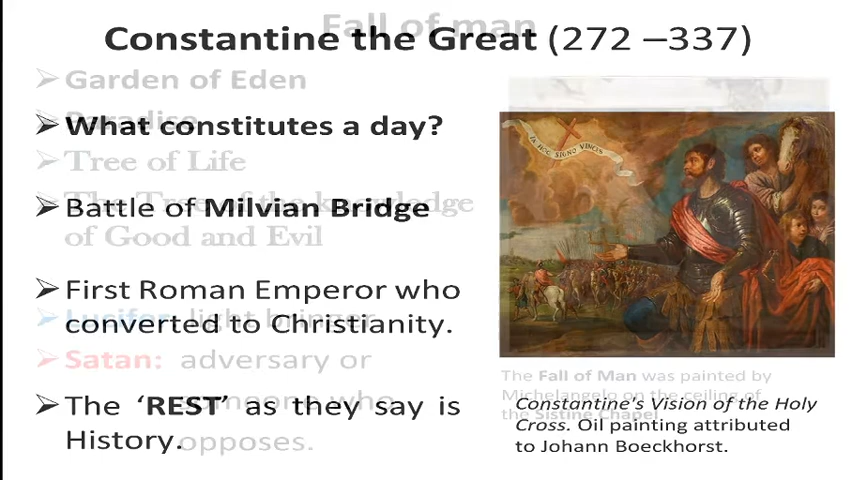 Fall of man
Constantine the Great (272 –337)
Garden of Eden
Paradise
What constitutes a day?
Tree of Life
The Tree of the knowledge
of Good and Evil
Battle of Milvian Bridge
First Roman Emperor who
converted to Christianity.
Lucifer: light bringer
Satan: adversary or
someone who
opposes.
The ‘REST’ as they say is
History.
IN HOC SIGNO VINCES
The Fall of Man was painted by
Michelangelo on the ceiling of
the Sistine Chapel
Constantine's Vision of the Holy
Cross. Oil painting attributed
to Johann Boeckhorst.